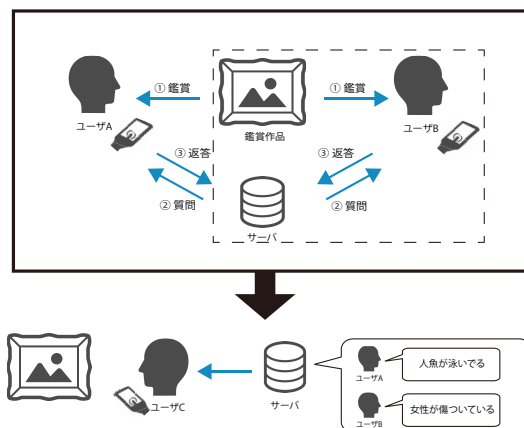 ① 鑑賞
① 鑑賞
ユーザA
鑑賞作品
ユーザB
③ 返答
③ 返答
② 質問
② 質問
サーバ
ユーザC
サーバ
ユーザA
人魚が泳いでる
ユーザB
女性が傷ついている